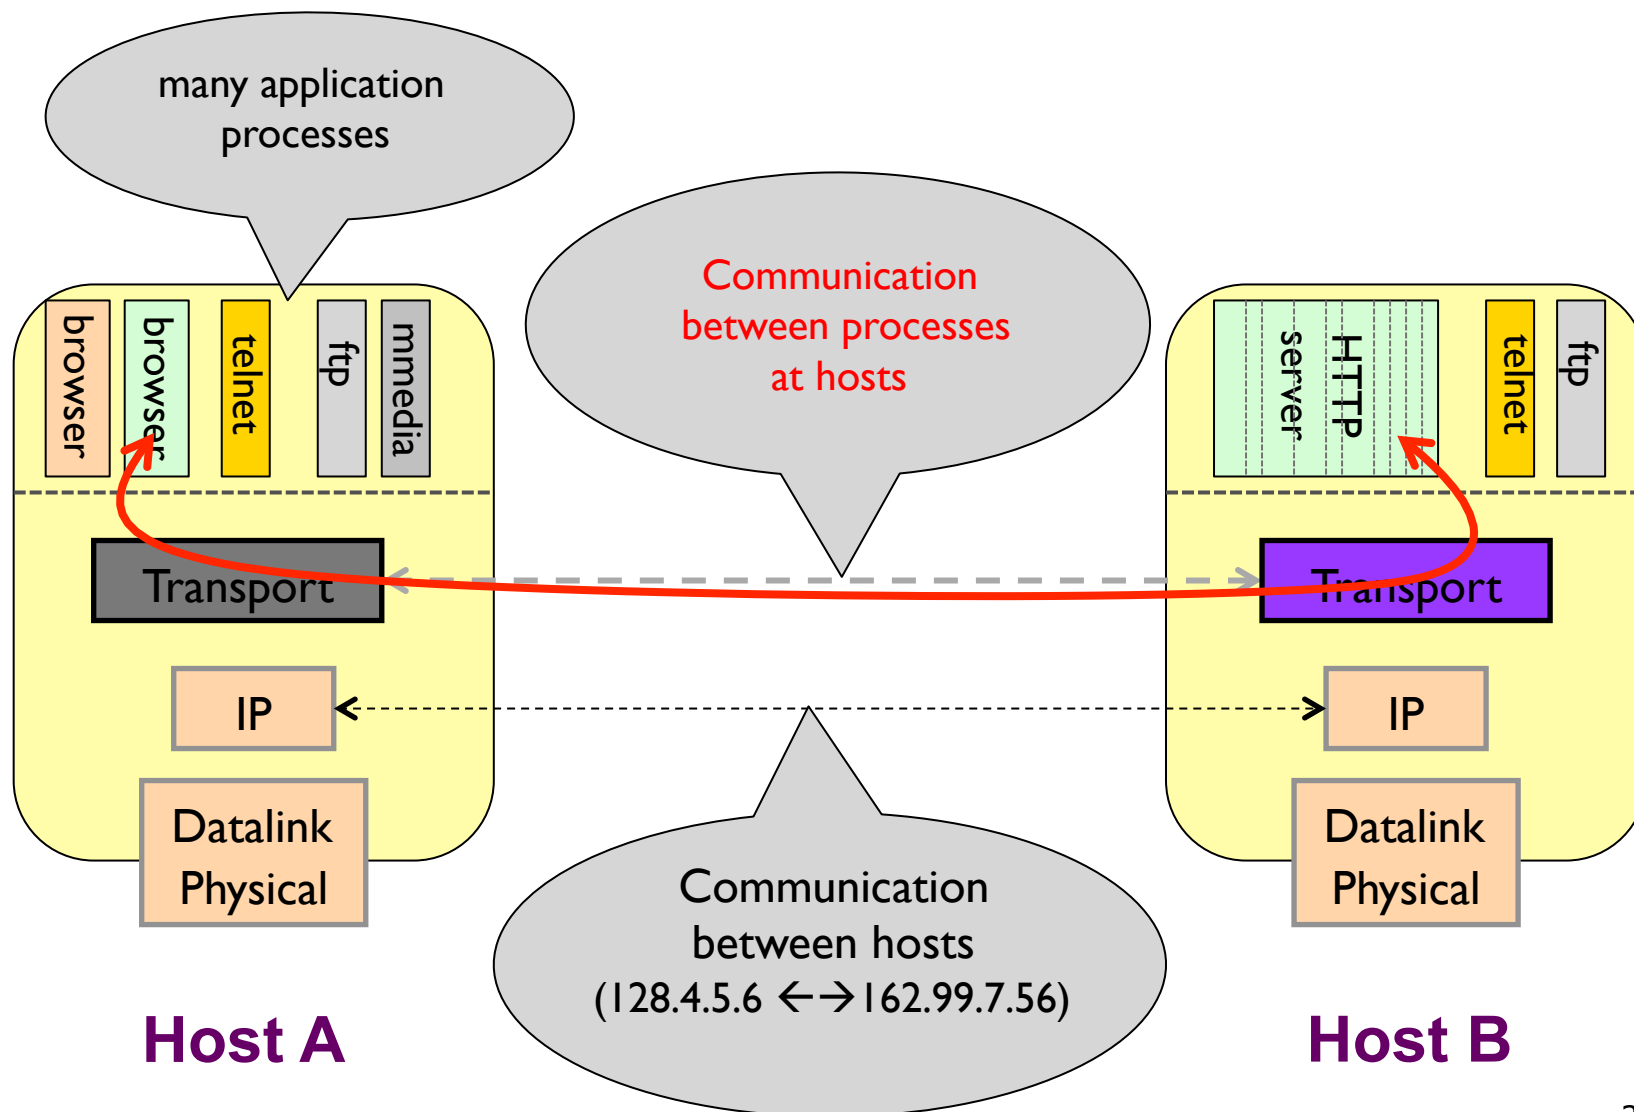 many application
processes
Communication
between processes
at hosts
browser
browser
telnet
ftp
mmedia
HTTP
server
telnet
ftp
Transport
Transport
IP
IP
Datalink
Physical
Datalink
Physical
Communication
between hosts
(128.4.5.6 ←→162.99.7.56)
Host A
Host B